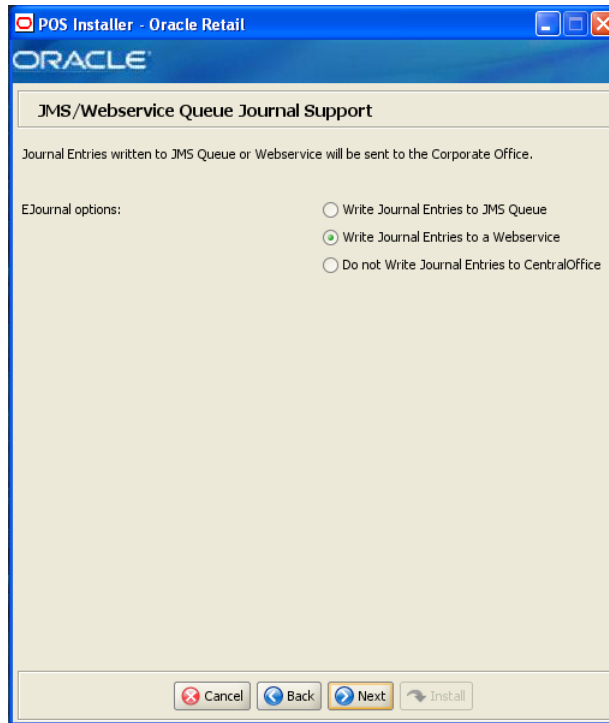 POS Installer - Oracle Retail
ORACLE
JMS/Webservice Queue Journal Support
Journal Entries written to JMS Queue or Webservice will be sent to the Corporate Office.
EJournal options:
Write Journal Entries to JMS Queue
Write Journal Entries to a Webservice
Do not Write Journal Entries to CentralOffice
Cancel Back Next Install